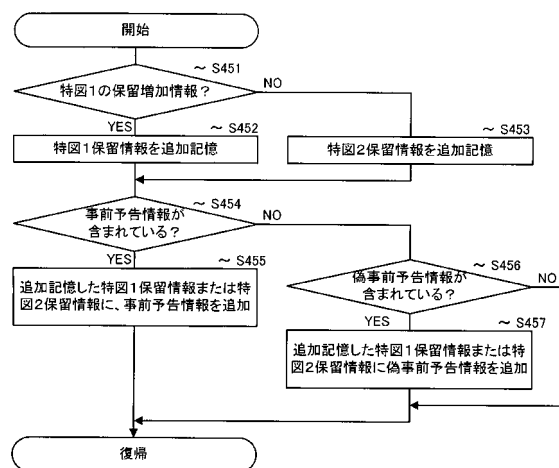 開始
～ S451
特図1の保留増加情報？
NO
YES
～ S452
特図1保留情報を追加記憶
～ S453
特図2保留情報を追加記憶
～ S454
事前予告情報が
含まれている？
NO
YES
～ S455
追加記憶した特図1保留情報または特
図2保留情報に、事前予告情報を追加
～ S456
偽事前予告情報が
含まれている？
NO
YES
～ S457
追加記憶した特図1保留情報または特
図2保留情報に偽事前予告情報を追加
復帰